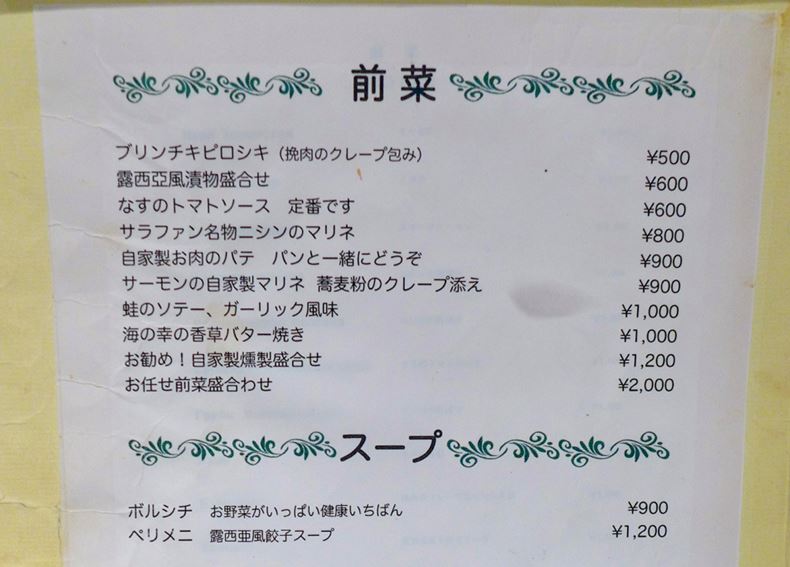 前菜
ブリンチキピロシキ（挽肉のクレープ包み） ¥500
露西亞風漬物盛合せ ¥600
なすのトマトソース　定番です ¥600
サラファン名物ニシンのマリネ ¥800
自家製お肉のパテ　パンと一緒にどうぞ ¥900
サーモンの自家製マリネ 蕎麦粉のクレープ添え ¥900
蛙のソテー、ガーリック風味 ¥1,000
海の幸の香草バター焼き ¥1,000
お勧め！自家製燻製盛合せ ¥1,200
お任せ前菜盛合わせ ¥2,000
スープ
ボルシチ　お野菜がいっぱい健康いちばん ¥900
ペリメニ　露西亜風餃子スープ ¥1,200